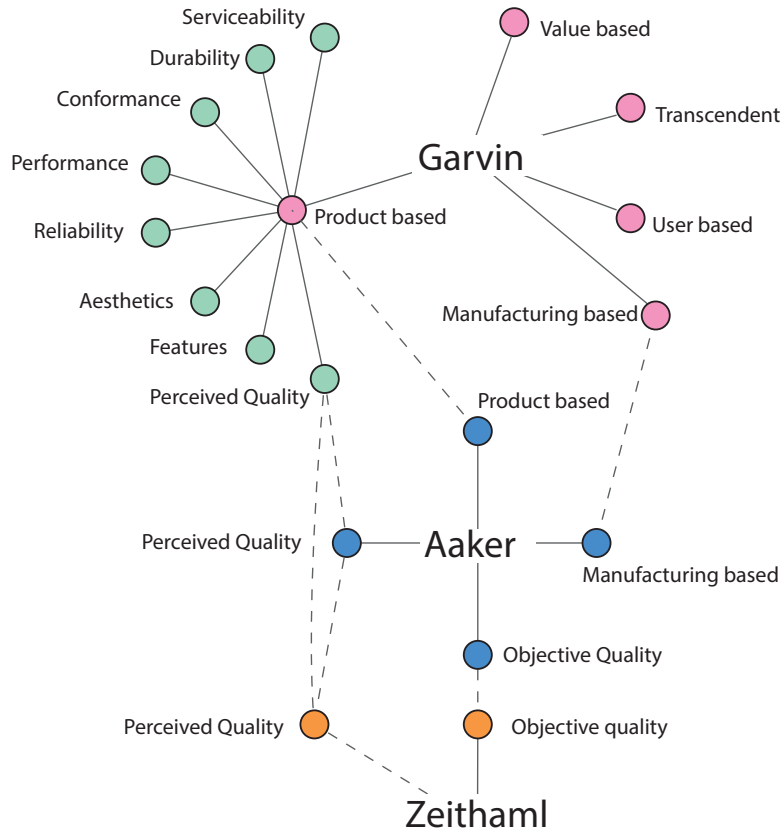 Serviceability
Value based
Durability
Conformance
Transcendent
Garvin
Performance
Product based
User based
Reliability
Aesthetics
Manufacturing based
Features
Perceived Quality
Product based
Perceived Quality
Aaker
Manufacturing based
Objective Quality
Perceived Quality
Objective quality
Zeithaml